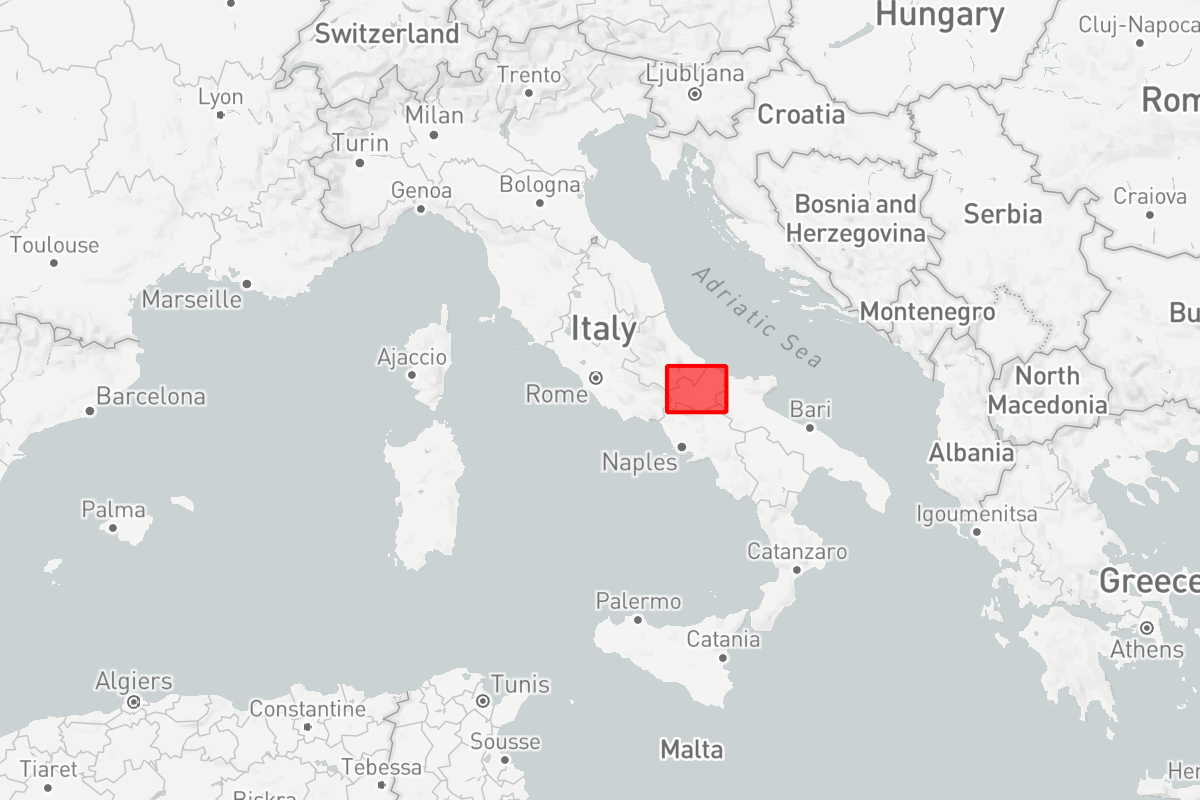 Hungary
Switzerland
Cluj-Napoca
Trento
Ljubljana
Lyon
Rom
Milan
Croatia
Turin
Genoa
Bologna
Craiova
Bosnia and
Herzegovina
Serbia
Toulouse
Marseille
Adriatic Sea
Montenegro
Bu
Italy
Ajaccio
North
Macedonia
Rome
Barcelona
Bari
Naples
Albania
Palma
Igoumenitsa
Catanzaro
Greece
Palermo
Catania
Athens
Algiers
Tunis
Constantine
Sousse
Malta
Tiaret
Tebessa
Her
Biskra